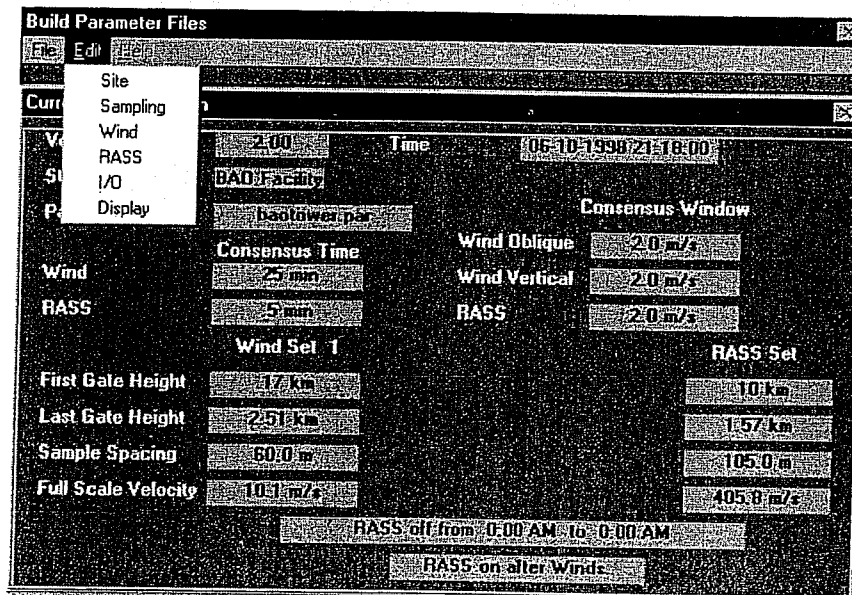 Build Parameter Files
File Edit Help
Site
Sampling
Wind
RASS
I/O
Display
2.00 Time 06-10-1998 21:18:00
BAO Facility
baotower.par
Consensus Window
Consensus Time
Wind Oblique 2.0 m/s
Wind 25 min
Wind Vertical 2.0 m/s
RASS 5 min
RASS 2.0 m/s
Wind Set 1
RASS Set
First Gate Height .17 km .10 km
Last Gate Height 2.51 km 1.57 km
Sample Spacing 60.0 m 105.0 m
Full Scale Velocity 10.1 m/s 405.8 m/s
RASS off from 0:00 AM to 0:00 AM
RASS on after Winds